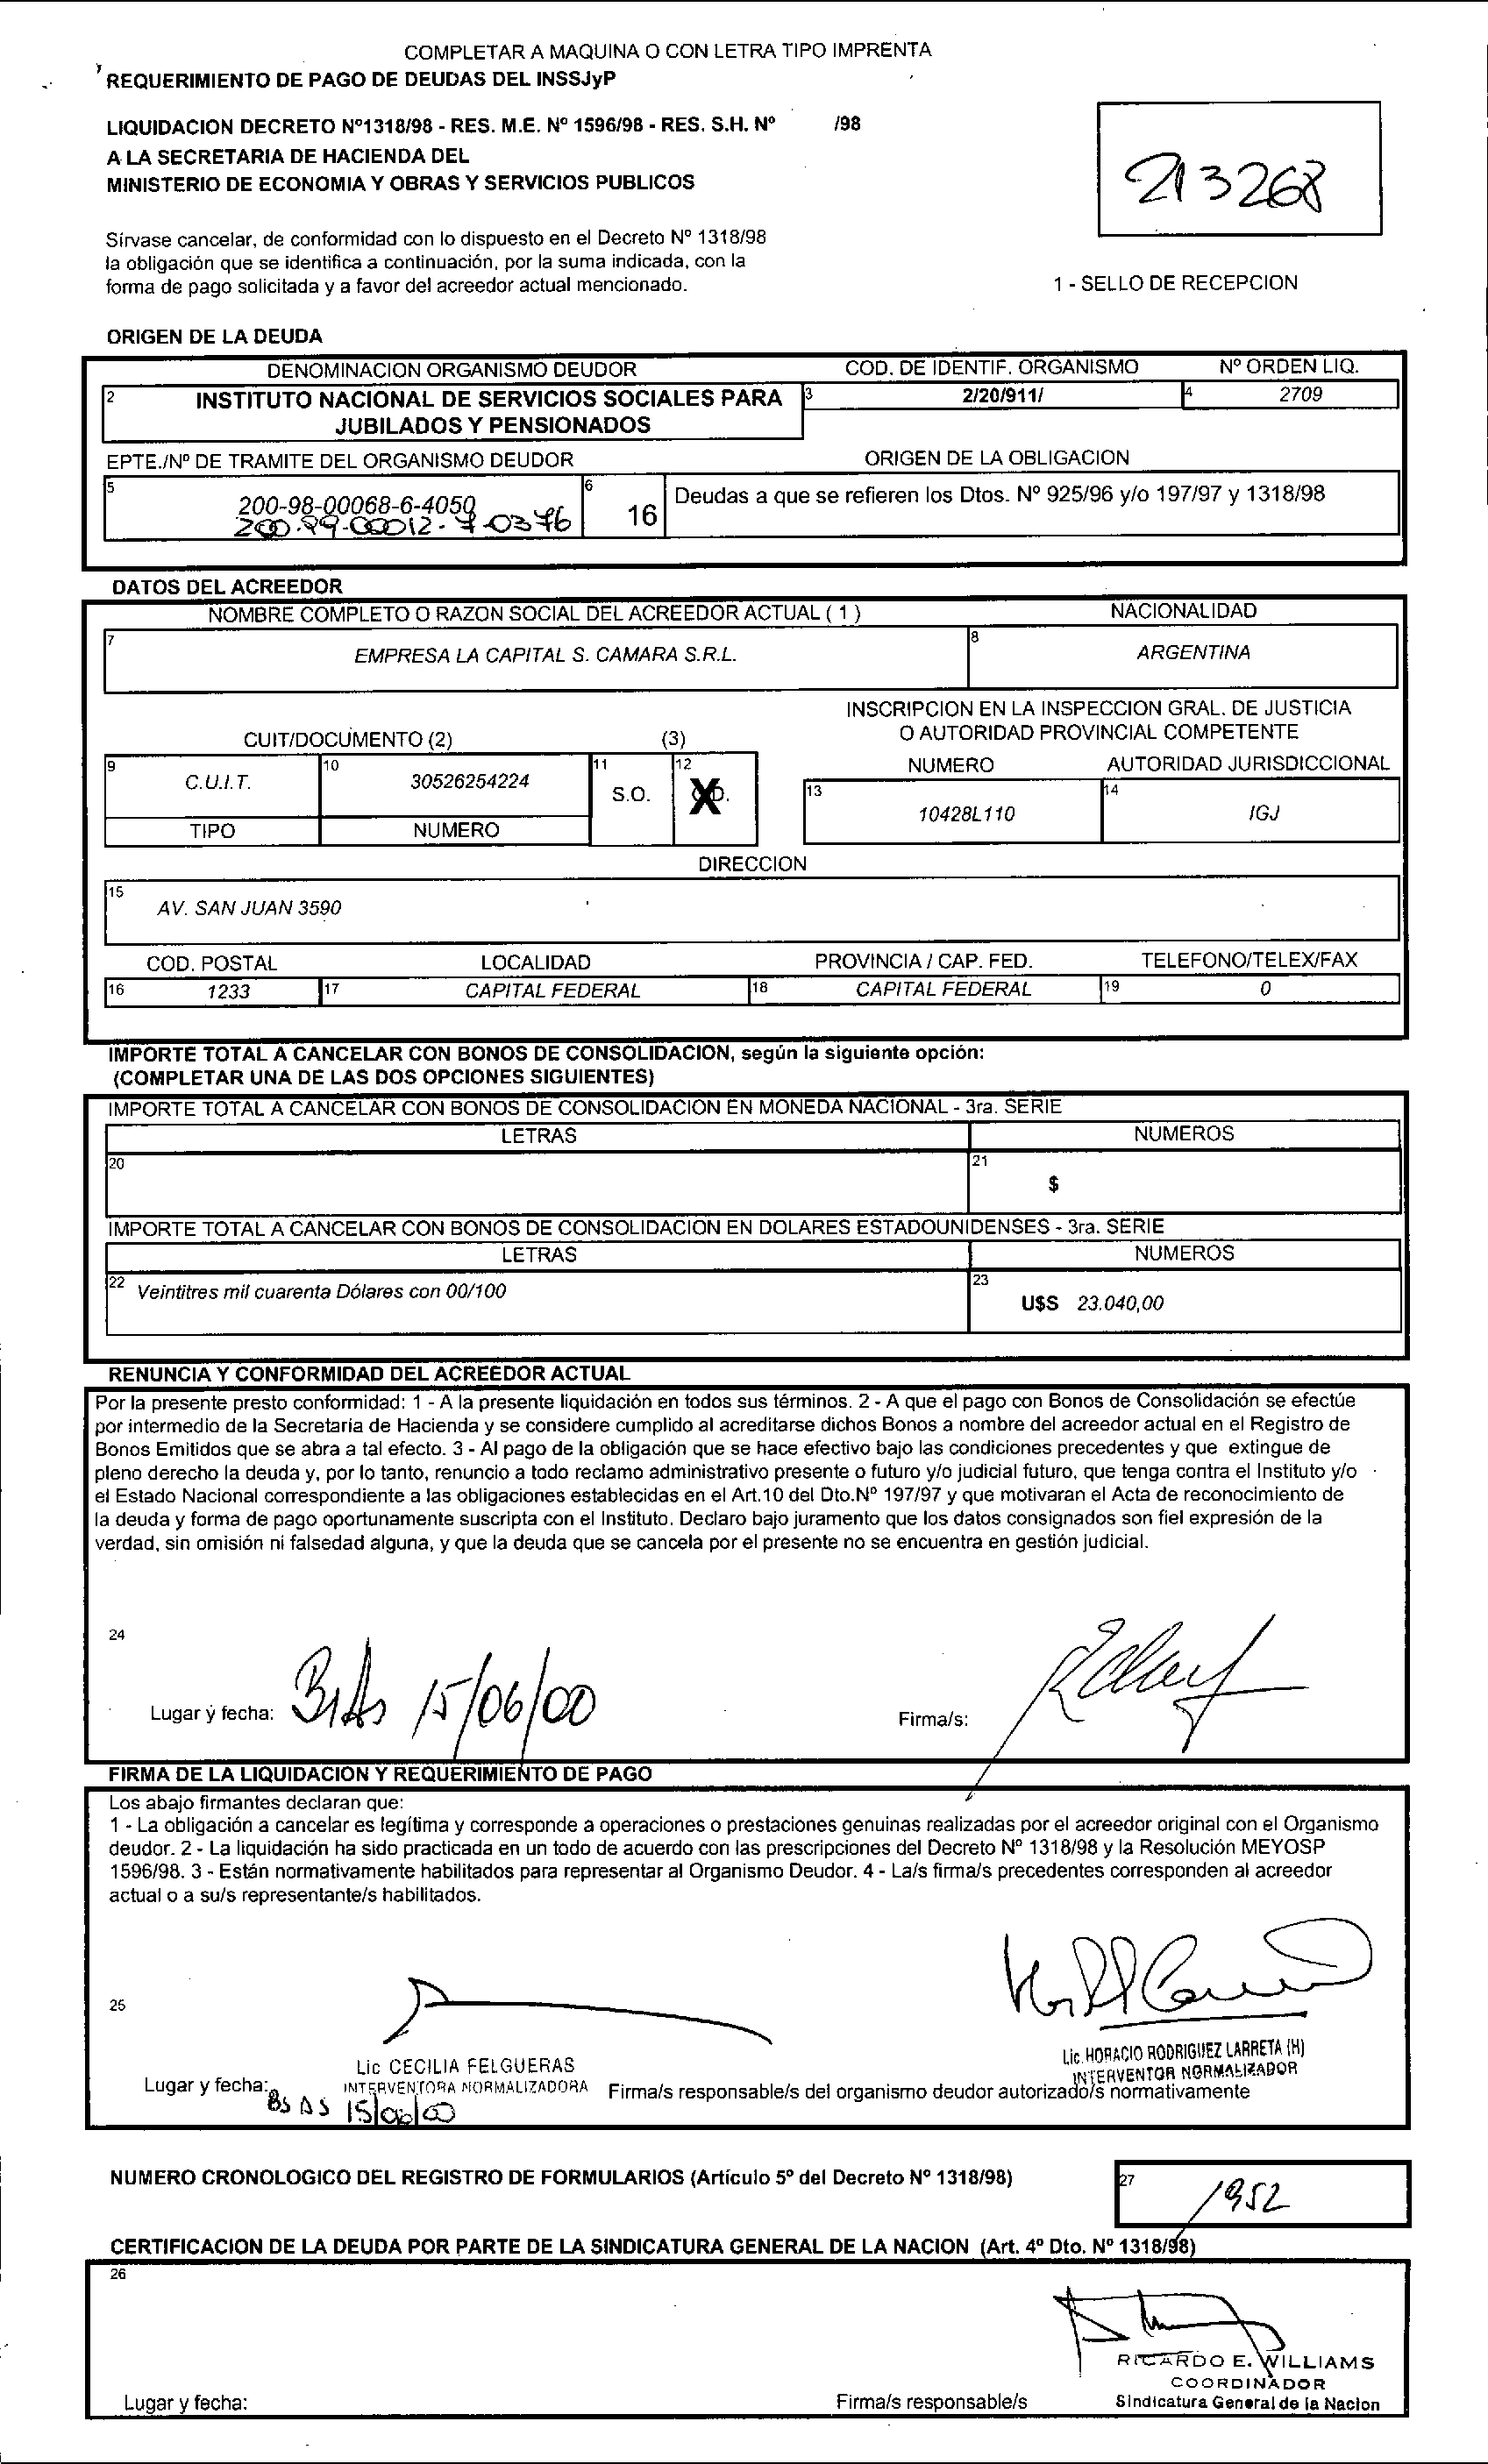 COMPLETAR A MAQUINA O CON LETRA TIPO IMPRENTA
REQUERIMIENTO DE PAGO DE DEUDAS DEL INSSJyP
LIQUIDACION DECRETO Nº1318/98 - RES. M.E. Nº 1596/98 - RES. S.H. Nº /98
A LA SECRETARIA DE HACIENDA DEL
MINISTERIO DE ECONOMIA Y OBRAS Y SERVICIOS PUBLICOS
213268
Sírvase cancelar, de conformidad con lo dispuesto en el Decreto Nº 1318/98
la obligación que se identifica a continuación, por la suma indicada, con la
forma de pago solicitada y a favor del acreedor actual mencionado.
1 - SELLO DE RECEPCION
ORIGEN DE LA DEUDA
DENOMINACION ORGANISMO DEUDOR COD. DE IDENTIF. ORGANISMO Nº ORDEN LIQ.
2 INSTITUTO NACIONAL DE SERVICIOS SOCIALES PARA 3 2/20/911/ 4 2709
JUBILADOS Y PENSIONADOS
EPTE./Nº DE TRAMITE DEL ORGANISMO DEUDOR ORIGEN DE LA OBLIGACION
5 200-98-00068-6-4050 6 16 Deudas a que se refieren los Dtos. Nº 925/96 y/o 197/97 y 1318/98
200-99-00012-7-0376
DATOS DEL ACREEDOR
NOMBRE COMPLETO O RAZON SOCIAL DEL ACREEDOR ACTUAL ( 1 ) NACIONALIDAD
7 EMPRESA LA CAPITAL S. CAMARA S.R.L. 8 ARGENTINA
INSCRIPCION EN LA INSPECCION GRAL. DE JUSTICIA
CUIT/DOCUMENTO (2) (3) O AUTORIDAD PROVINCIAL COMPETENTE
9 C.U.I.T. 10 30526254224 11 S.O. 12 X NUMERO AUTORIDAD JURISDICCIONAL
TIPO NUMERO 13 10428L110 14 IGJ
DIRECCION
15 AV. SAN JUAN 3590
COD. POSTAL LOCALIDAD PROVINCIA / CAP. FED. TELEFONO/TELEX/FAX
16 1233 17 CAPITAL FEDERAL 18 CAPITAL FEDERAL 19 0
IMPORTE TOTAL A CANCELAR CON BONOS DE CONSOLIDACION, según la siguiente opción:
(COMPLETAR UNA DE LAS DOS OPCIONES SIGUIENTES)
IMPORTE TOTAL A CANCELAR CON BONOS DE CONSOLIDACION EN MONEDA NACIONAL - 3ra. SERIE
LETRAS NUMEROS
20 21 $
IMPORTE TOTAL A CANCELAR CON BONOS DE CONSOLIDACION EN DOLARES ESTADOUNIDENSES - 3ra. SERIE
LETRAS NUMEROS
22 Veintitres mil cuarenta Dólares con 00/100 23 U$S 23.040,00
RENUNCIA Y CONFORMIDAD DEL ACREEDOR ACTUAL
Por la presente presto conformidad: 1 - A la presente liquidación en todos sus términos. 2 - A que el pago con Bonos de Consolidación se efectúe
por intermedio de la Secretaria de Hacienda y se considere cumplido al acreditarse dichos Bonos a nombre del acreedor actual en el Registro de
Bonos Emitidos que se abra a tal efecto. 3 - Al pago de la obligación que se hace efectivo bajo las condiciones precedentes y que extingue de
pleno derecho la deuda y, por lo tanto, renuncio a todo reclamo administrativo presente o futuro y/o judicial futuro, que tenga contra el Instituto y/o
el Estado Nacional correspondiente a las obligaciones establecidas en el Art.10 del Dto.Nº 197/97 y que motivaran el Acta de reconocimiento de
la deuda y forma de pago oportunamente suscripta con el Instituto. Declaro bajo juramento que los datos consignados son fiel expresión de la
verdad, sin omisión ni falsedad alguna, y que la deuda que se cancela por el presente no se encuentra en gestión judicial.
24
Lugar y fecha: BsAs 15/06/00 Firma/s:
FIRMA DE LA LIQUIDACION Y REQUERIMIENTO DE PAGO
Los abajo firmantes declaran que:
1 - La obligación a cancelar es legítima y corresponde a operaciones o prestaciones genuinas realizadas por el acreedor original con el Organismo
deudor. 2 - La liquidación ha sido practicada en un todo de acuerdo con las prescripciones del Decreto Nº 1318/98 y la Resolución MEYOSP
1596/98. 3 - Están normativamente habilitados para representar al Organismo Deudor. 4 - La/s firma/s precedentes corresponden al acreedor
actual o a su/s representante/s habilitados.
25
Lic CECILIA FELGUERAS Lic. HORACIO RODRIGUEZ LARRETA (H)
INTERVENTORA NORMALIZADORA INTERVENTOR NORMALIZADOR
Lugar y fecha: Bs As 15/06/00 Firma/s responsable/s del organismo deudor autorizado/s normativamente
NUMERO CRONOLOGICO DEL REGISTRO DE FORMULARIOS (Artículo 5º del Decreto Nº 1318/98) 27 1952
CERTIFICACION DE LA DEUDA POR PARTE DE LA SINDICATURA GENERAL DE LA NACION (Art. 4º Dto. Nº 1318/98)
26
RICARDO E. WILLIAMS
COORDINADOR
Lugar y fecha: Firma/s responsable/s Sindicatura General de la Nacion